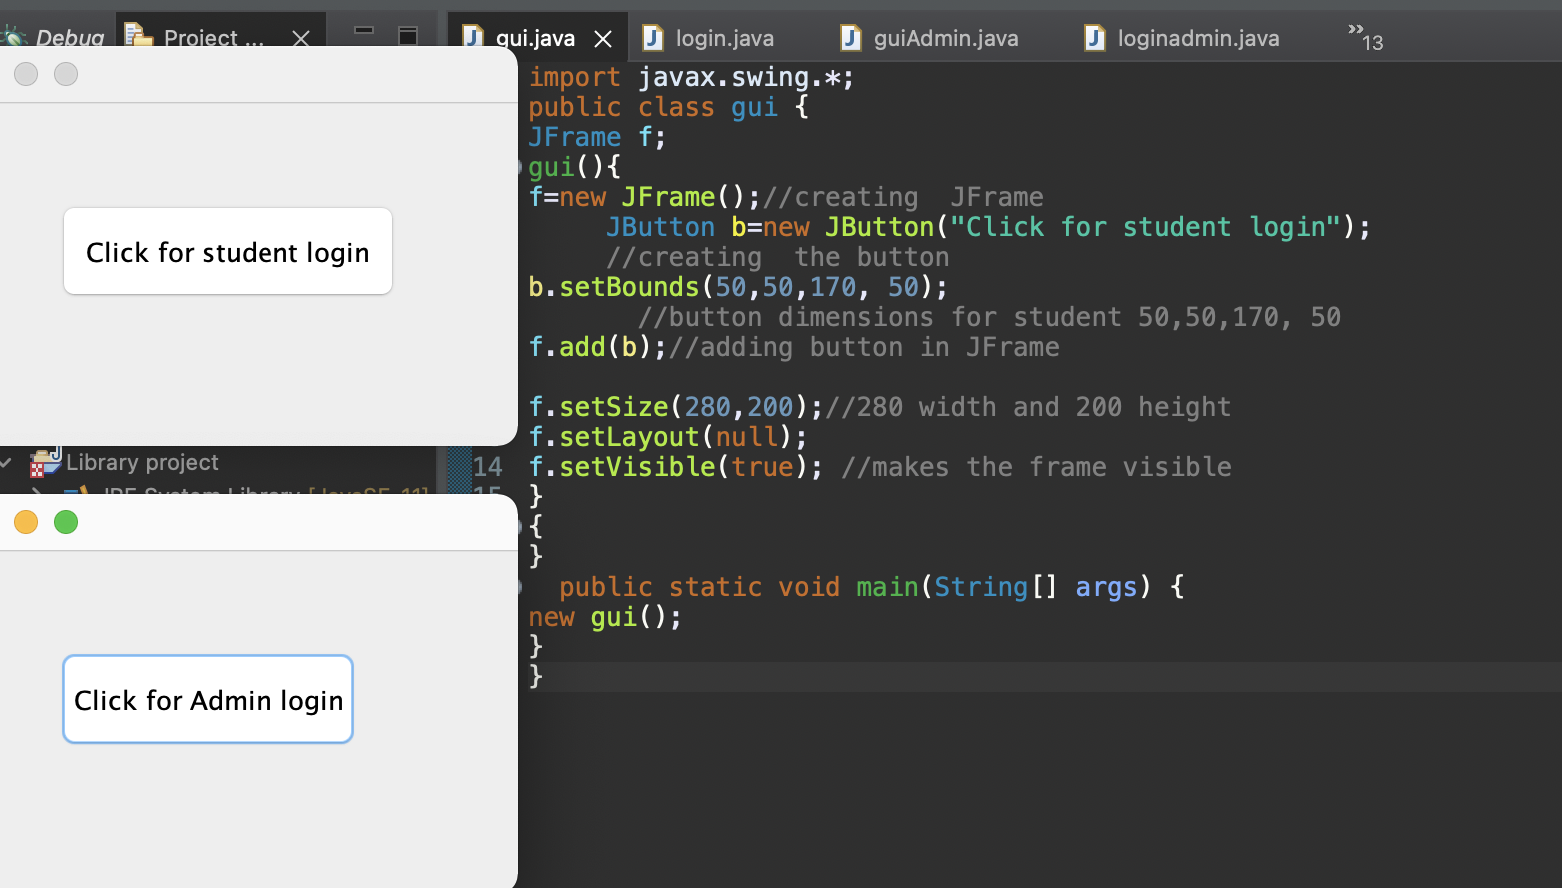 Debug Project ... gui.java login.java guiAdmin.java loginadmin.java »13
Click for student login
Library project
JRE System Library [JavaSE-11]
Click for Admin login
import javax.swing.*;
public class gui {
JFrame f;
gui(){
f=new JFrame();//creating  JFrame
JButton b=new JButton("Click for student login");
//creating  the button
b.setBounds(50,50,170, 50);
//button dimensions for student 50,50,170, 50
f.add(b);//adding button in JFrame
f.setSize(280,200);//280 width and 200 height
f.setLayout(null);
14 f.setVisible(true); //makes the frame visible
15 }
{
}
public static void main(String[] args) {
new gui();
}
}